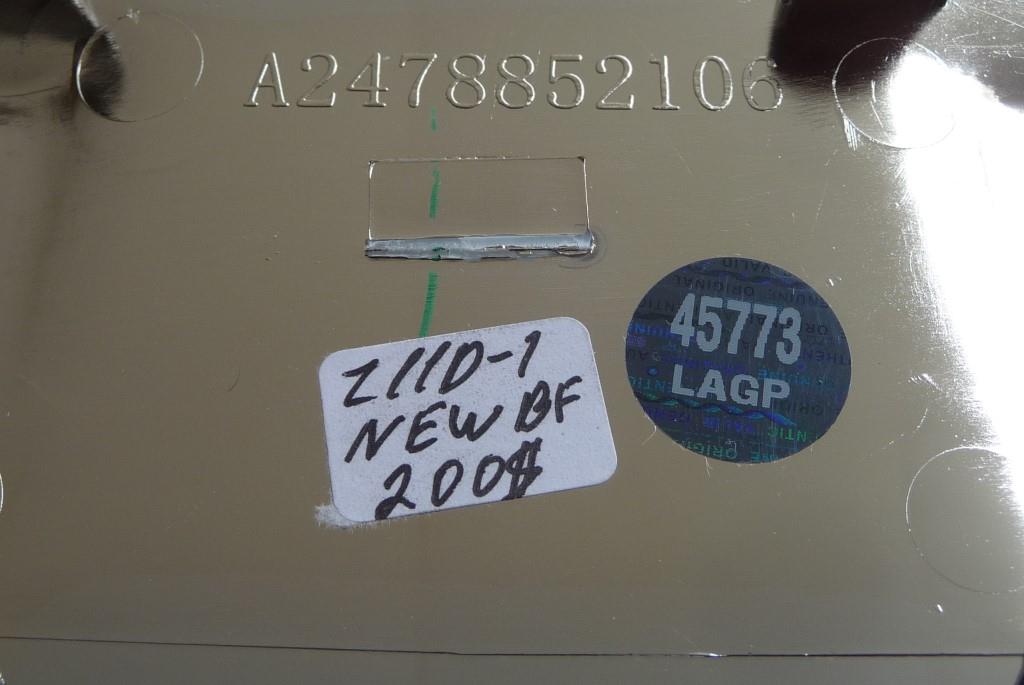 A2478852106
45773
LAGP
Z11D-1
NEW BF
200$